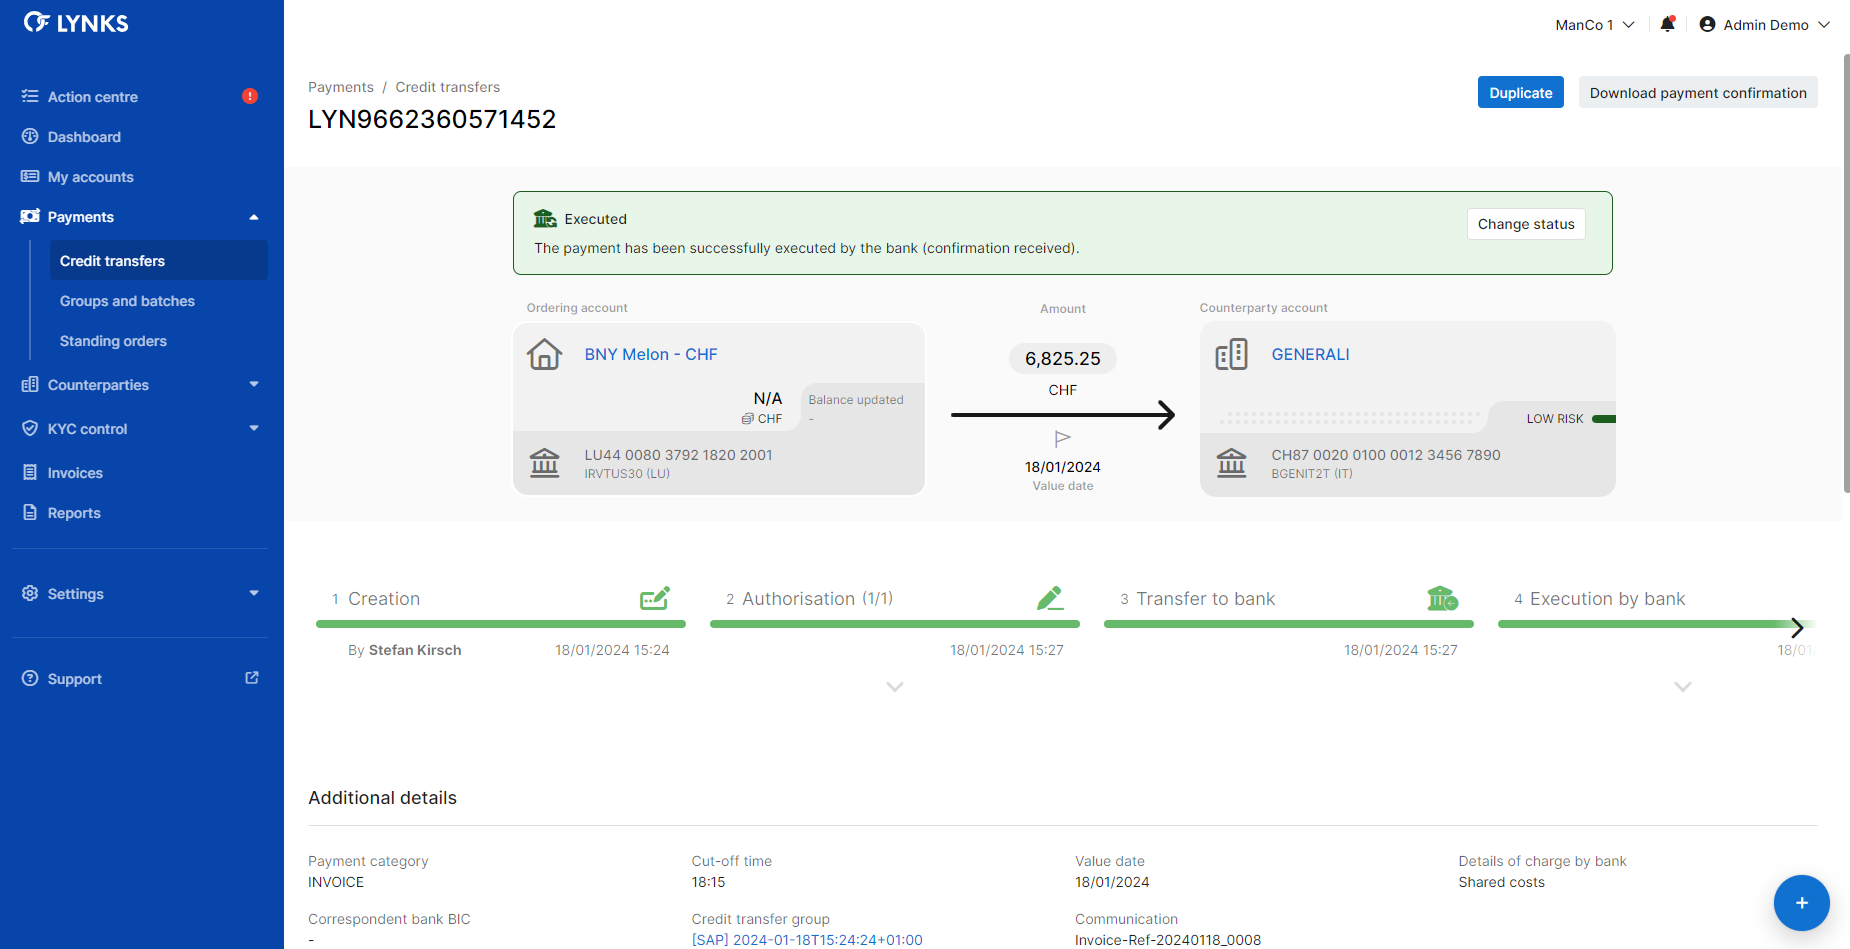 LYNKS
ManCo 1
Admin Demo
Action centre
Dashboard
My accounts
Payments
Credit transfers
Groups and batches
Standing orders
Counterparties
KYC control
Invoices
Reports
Settings
Support
Payments / Credit transfers
LYN9662360571452
Duplicate
Download payment confirmation
Executed
The payment has been successfully executed by the bank (confirmation received).
Change status
Ordering account
BNY Melon - CHF
N/A
CHF
Balance updated
-
LU44 0080 3792 1820 2001
IRVTUS30 (LU)
Amount
6,825.25
CHF
18/01/2024
Value date
Counterparty account
GENERALI
LOW RISK
CH87 0020 0100 0012 3456 7890
BGENIT2T (IT)
1 Creation
By Stefan Kirsch
18/01/2024 15:24
2 Authorisation (1/1)
18/01/2024 15:27
3 Transfer to bank
18/01/2024 15:27
4 Execution by bank
18/01
Additional details
Payment category
INVOICE
Cut-off time
18:15
Value date
18/01/2024
Details of charge by bank
Shared costs
Correspondent bank BIC
-
Credit transfer group
[SAP] 2024-01-18T15:24:24+01:00
Communication
Invoice-Ref-20240118_0008